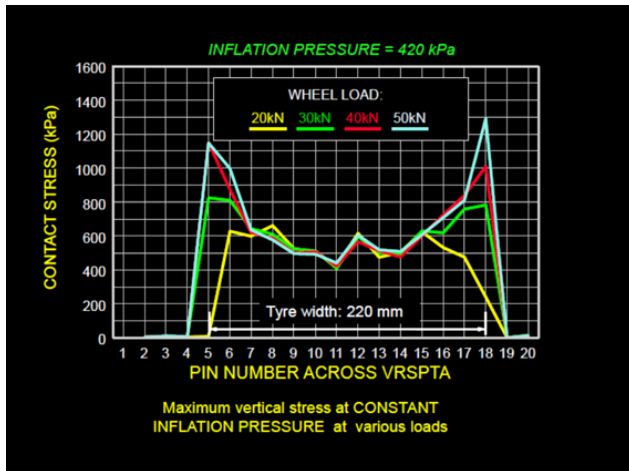 INFLATION PRESSURE = 420 kPa
1600
1400
1200
1000
800
600
400
200
0
CONTACT STRESS (kPa)
WHEEL LOAD:
20kN 30kN 40kN 50kN
Tyre width: 220 mm
1 2 3 4 5 6 7 8 9 10 11 12 13 14 15 16 17 18 19 20
PIN NUMBER ACROSS VRSPTA
Maximum vertical stress at CONSTANT
INFLATION PRESSURE at various loads